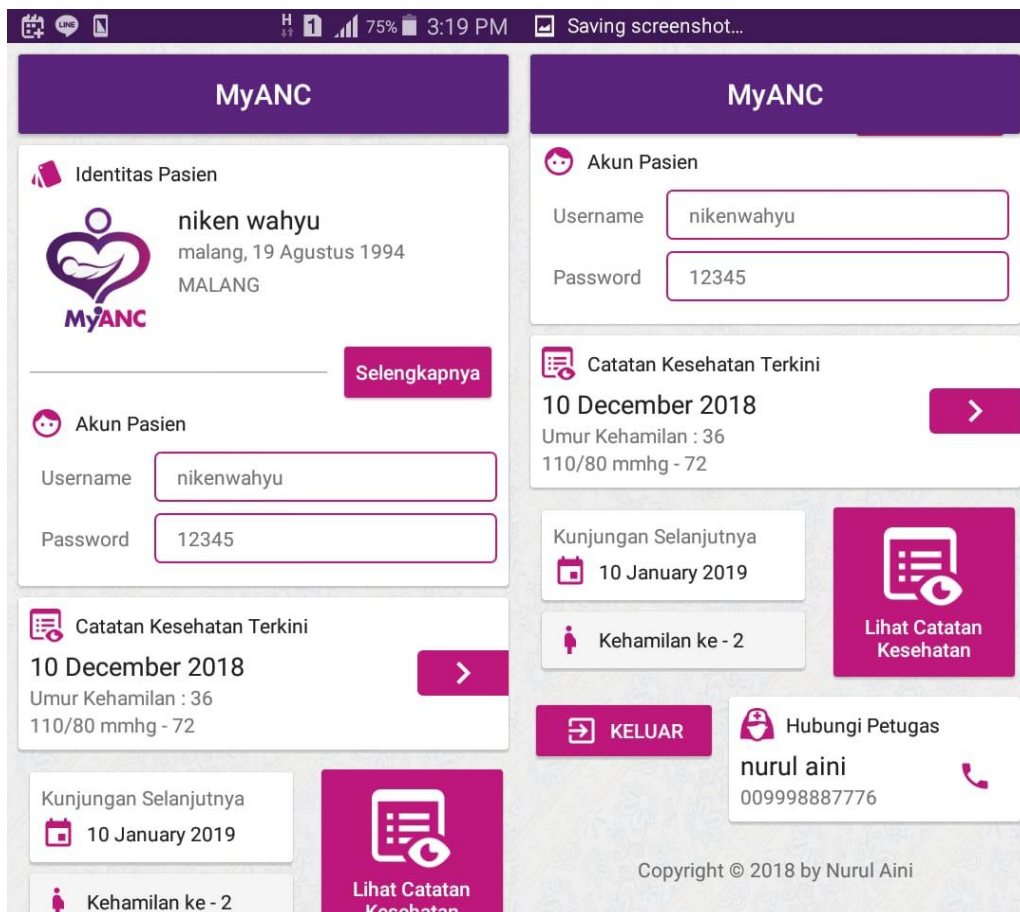 LINE
H 1 75% 3:19 PM
MyANC
Identitas Pasien
niken wahyu
malang, 19 Agustus 1994
MALANG
MyANC
Selengkapnya
Akun Pasien
Username nikenwahyu
Password 12345
Catatan Kesehatan Terkini
10 December 2018
Umur Kehamilan : 36
110/80 mmhg - 72
Kunjungan Selanjutnya
10 January 2019
Kehamilan ke - 2
Lihat Catatan
Kesehatan
Saving screenshot...
MyANC
Akun Pasien
Username nikenwahyu
Password 12345
Catatan Kesehatan Terkini
10 December 2018
Umur Kehamilan : 36
110/80 mmhg - 72
Kunjungan Selanjutnya
10 January 2019
Kehamilan ke - 2
Lihat Catatan
Kesehatan
KELUAR
Hubungi Petugas
nurul aini
009998887776
Copyright © 2018 by Nurul Aini